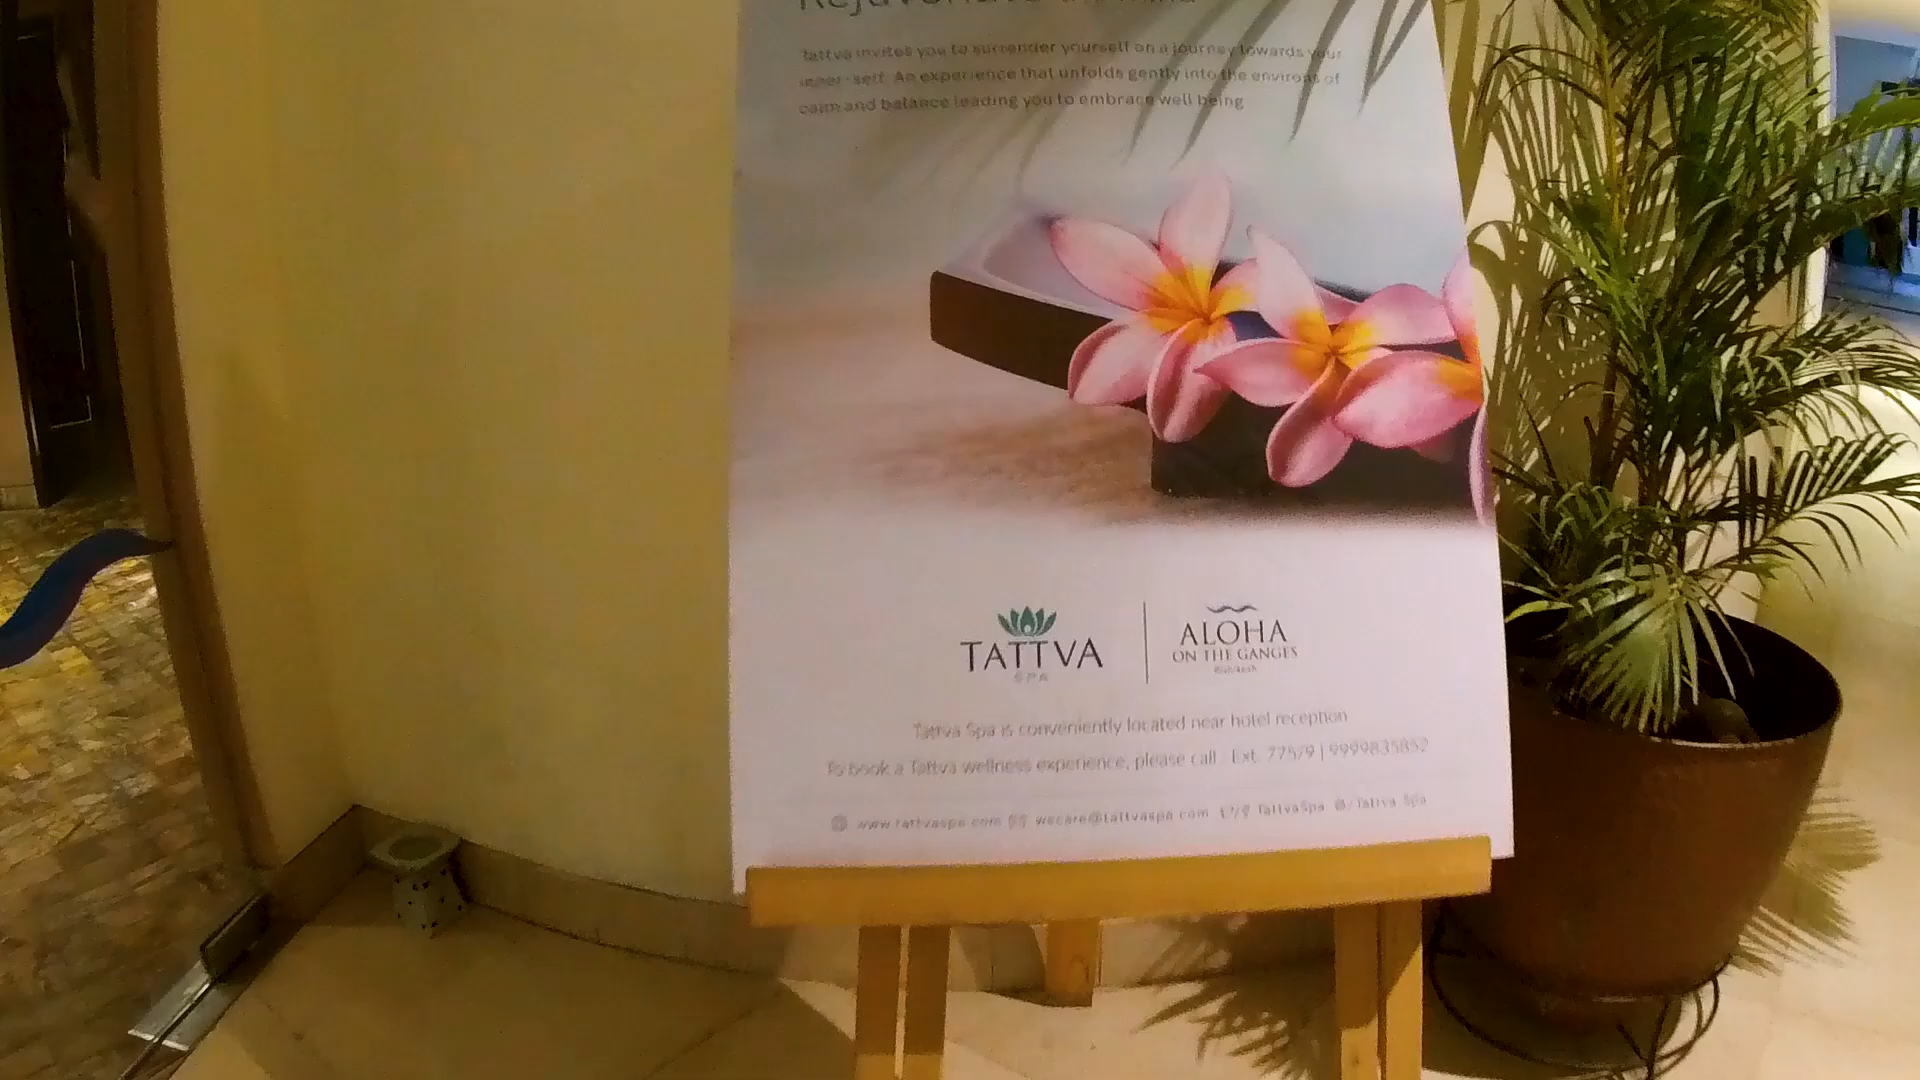 Rejuvenate the mind
Tattva invites you to surrender yourself on a journey towards your
inner-self. An experience that unfolds gently into the environs of
calm and balance leading you to embrace well being
TATTVA
SPA
ALOHA
ON THE GANGES
Rishikesh
Tattva Spa is conveniently located near hotel reception
To book a Tattva wellness experience, please call : Ext. 77579 | 9999835852
www.tattvaspa.com wecare@tattvaspa.com /TattvaSpa /Tattva Spa